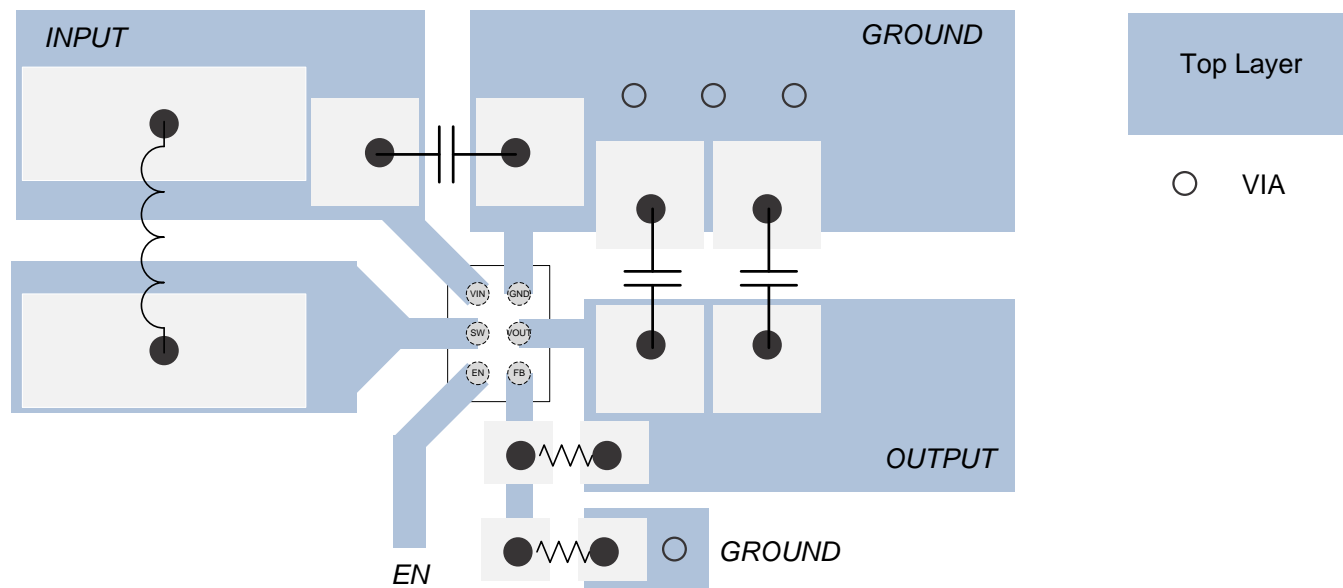 INPUT
GROUND
Top Layer
VIA
VIN
GND
SW
VOUT
EN
FB
OUTPUT
GROUND
EN